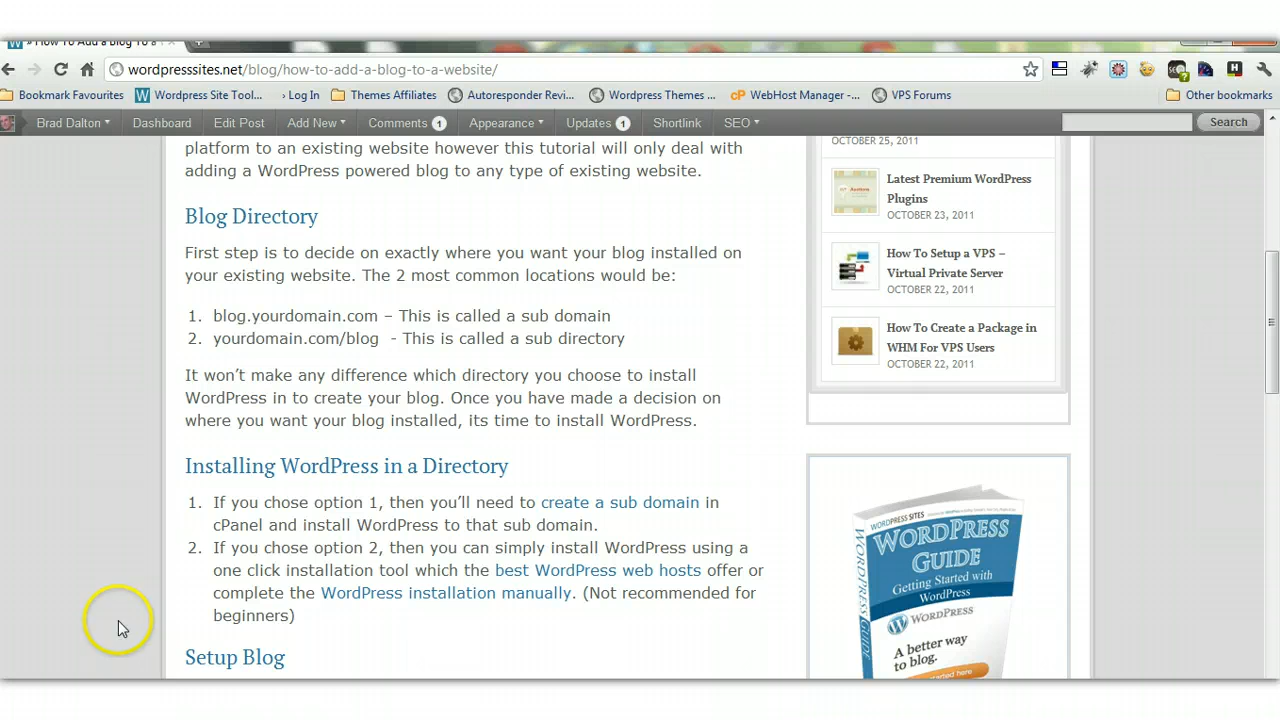 How To Add a Blog To a
wordpresssites.net/blog/how-to-add-a-blog-to-a-website/
Bookmark Favourites
Wordpress Site Tool...
› Log In
Themes Affiliates
Autoresponder Revi...
Wordpress Themes ...
WebHost Manager -...
VPS Forums
Other bookmarks
Brad Dalton
Dashboard
Edit Post
Add New
Comments 1
Appearance
Updates 1
Shortlink
SEO
Search
platform to an existing website however this tutorial will only deal with
adding a WordPress powered blog to any type of existing website.
Blog Directory
First step is to decide on exactly where you want your blog installed on
your existing website. The 2 most common locations would be:
1. blog.yourdomain.com – This is called a sub domain
2. yourdomain.com/blog - This is called a sub directory
It won't make any difference which directory you choose to install
WordPress in to create your blog. Once you have made a decision on
where you want your blog installed, its time to install WordPress.
Installing WordPress in a Directory
1. If you chose option 1, then you'll need to create a sub domain in
cPanel and install WordPress to that sub domain.
2. If you chose option 2, then you can simply install WordPress using a
one click installation tool which the best WordPress web hosts offer or
complete the WordPress installation manually. (Not recommended for
beginners)
Setup Blog
OCTOBER 25, 2011
Latest Premium WordPress
Plugins
OCTOBER 23, 2011
How To Setup a VPS –
Virtual Private Server
OCTOBER 22, 2011
How To Create a Package in
WHM For VPS Users
OCTOBER 22, 2011
WORDPRESS SITES
WORDPRESS
GUIDE
Getting Started with
WordPress
WORDPRESS
A better way
to blog.
WORDPRESS GUIDE